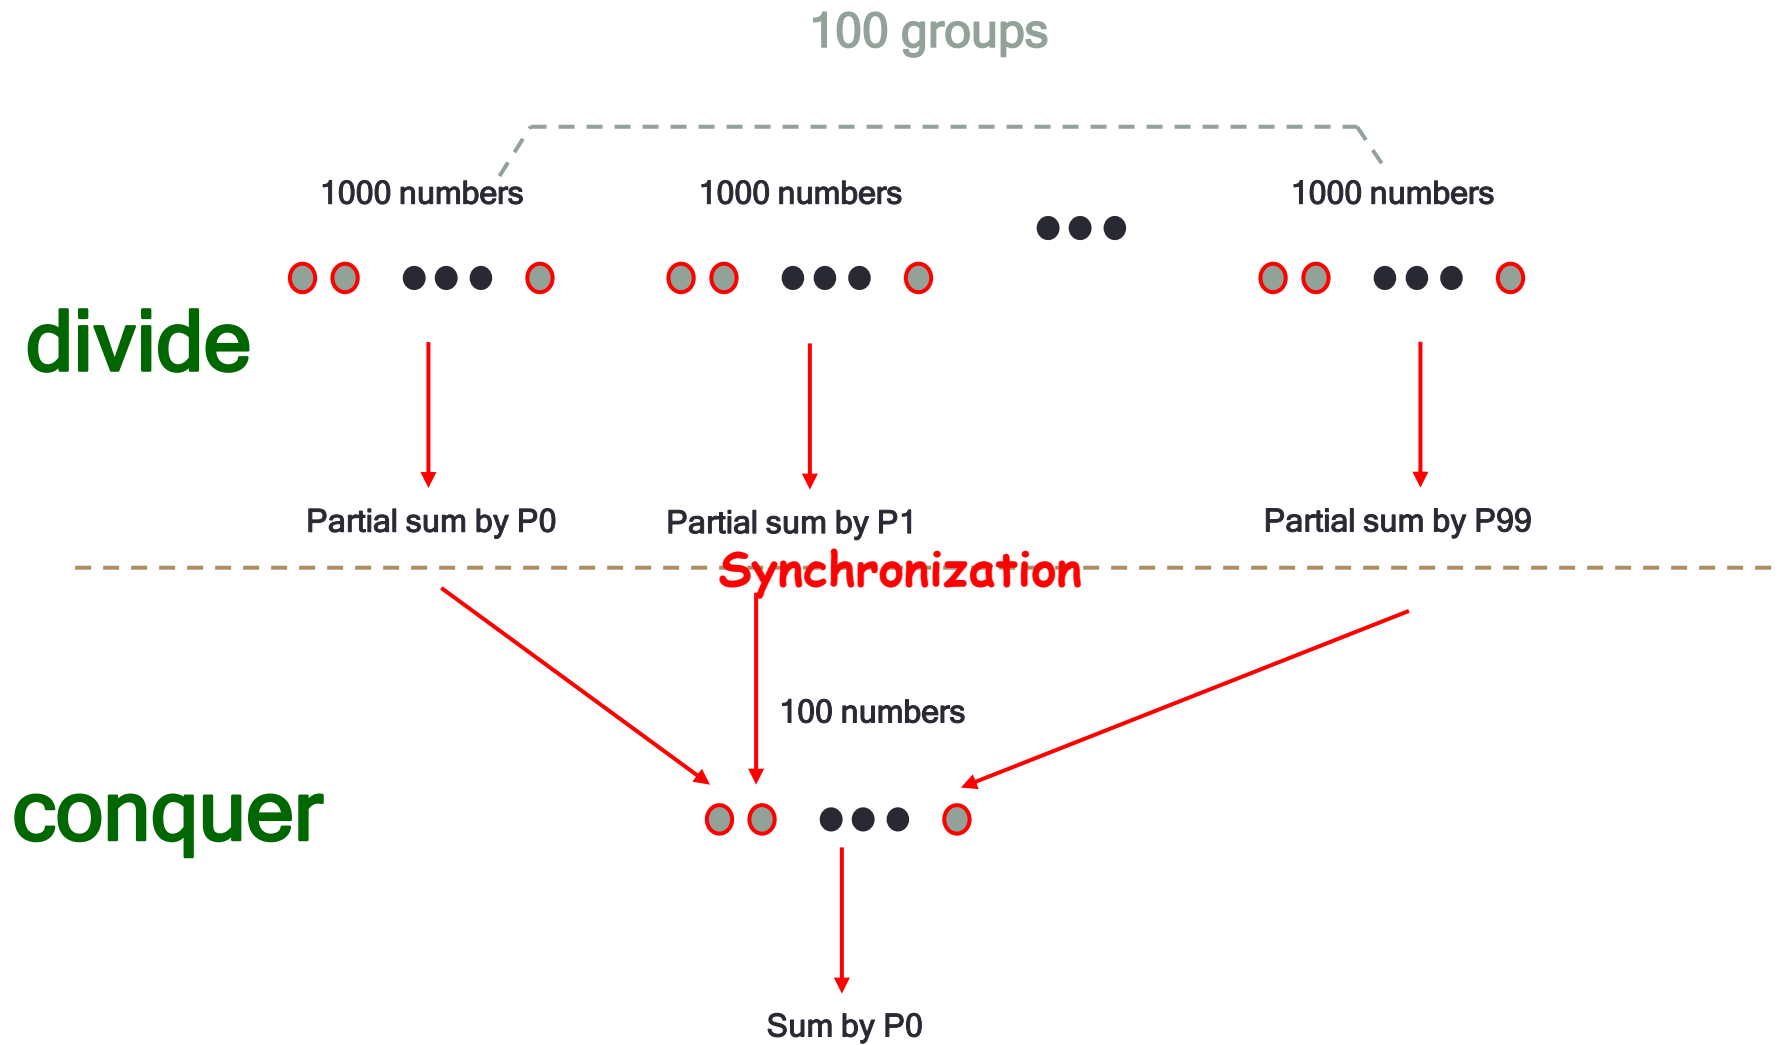 100 groups
1000 numbers
1000 numbers
1000 numbers
divide
Partial sum by P0
Partial sum by P1
Partial sum by P99
Synchronization
100 numbers
conquer
Sum by P0